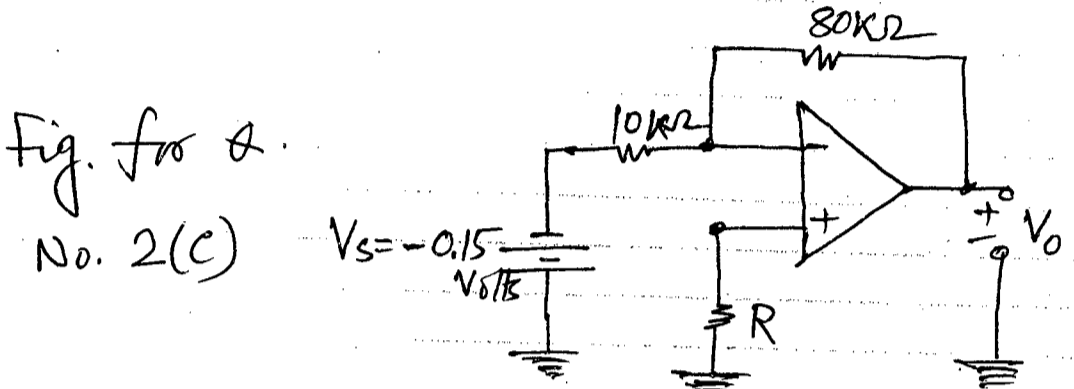 80KΩ
10KΩ
Fig. for Q.
No. 2(C)
Vs=-0.15
Volts
-
+
R
+
-
Vo